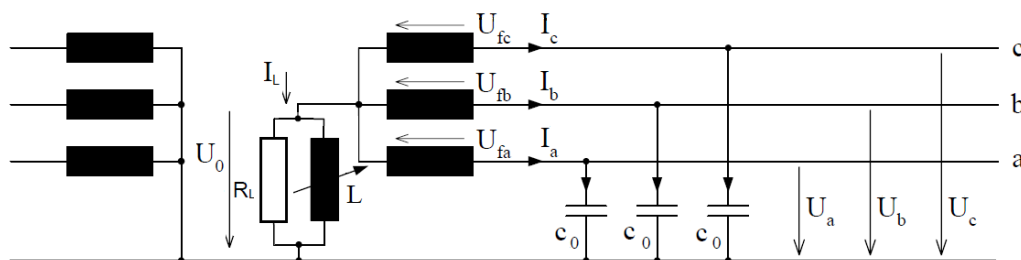 U_fc I_c c
I_L U_fb I_b b
U_0 U_fa I_a a
R_L L
c_0 c_0 c_0 U_a U_b U_c